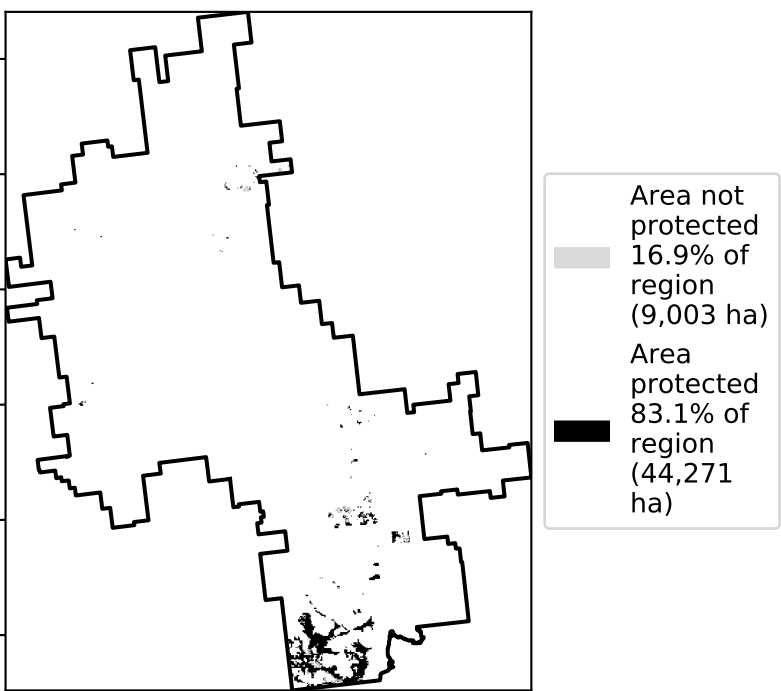 Area not
protected
16.9% of
region
(9,003 ha)
Area
protected
83.1% of
region
(44,271
ha)